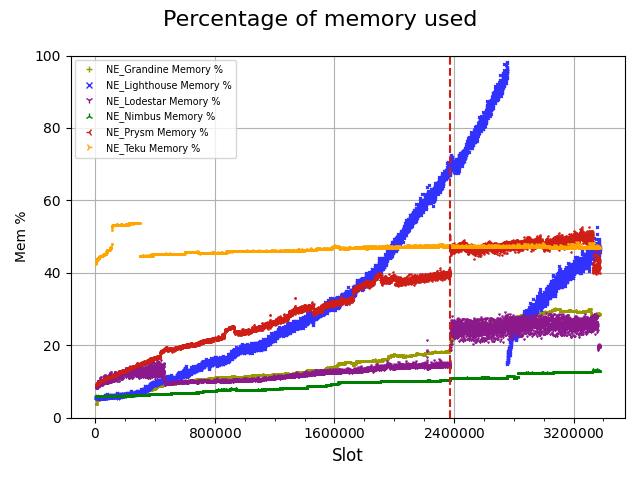 Percentage of memory used
100
80
60
40
20
0
Mem %
NE_Grandine Memory %
NE_Lighthouse Memory %
NE_Lodestar Memory %
NE_Nimbus Memory %
NE_Prysm Memory %
NE_Teku Memory %
0 800000 1600000 2400000 3200000
Slot